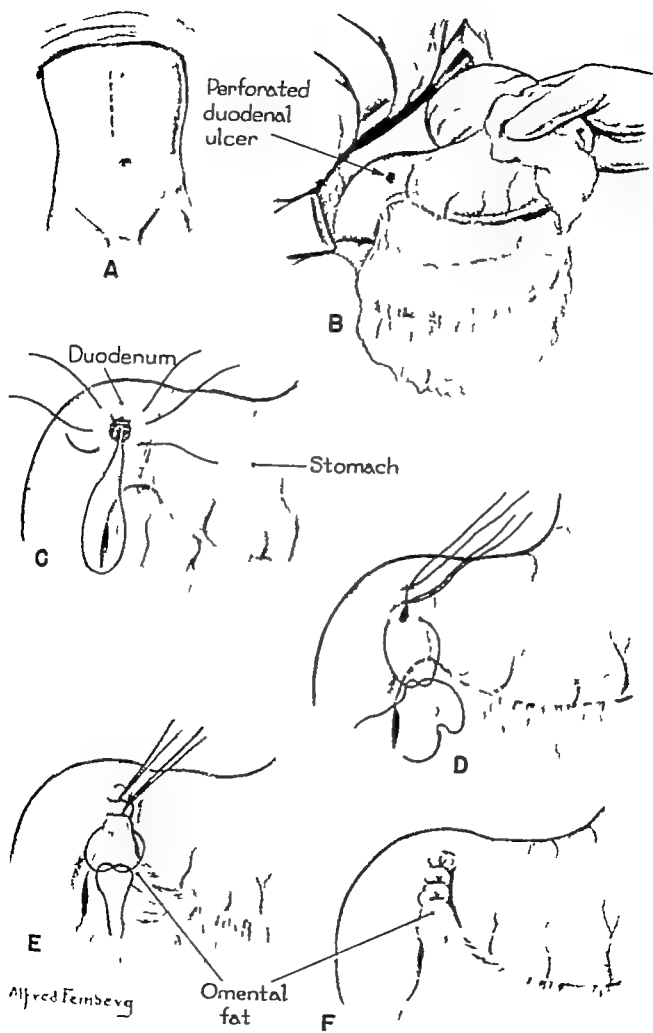 Perforated
duodenal
ulcer
A
B
Duodenum
Stomach
C
D
E
Omental
fat
F
Alfred Feinberg